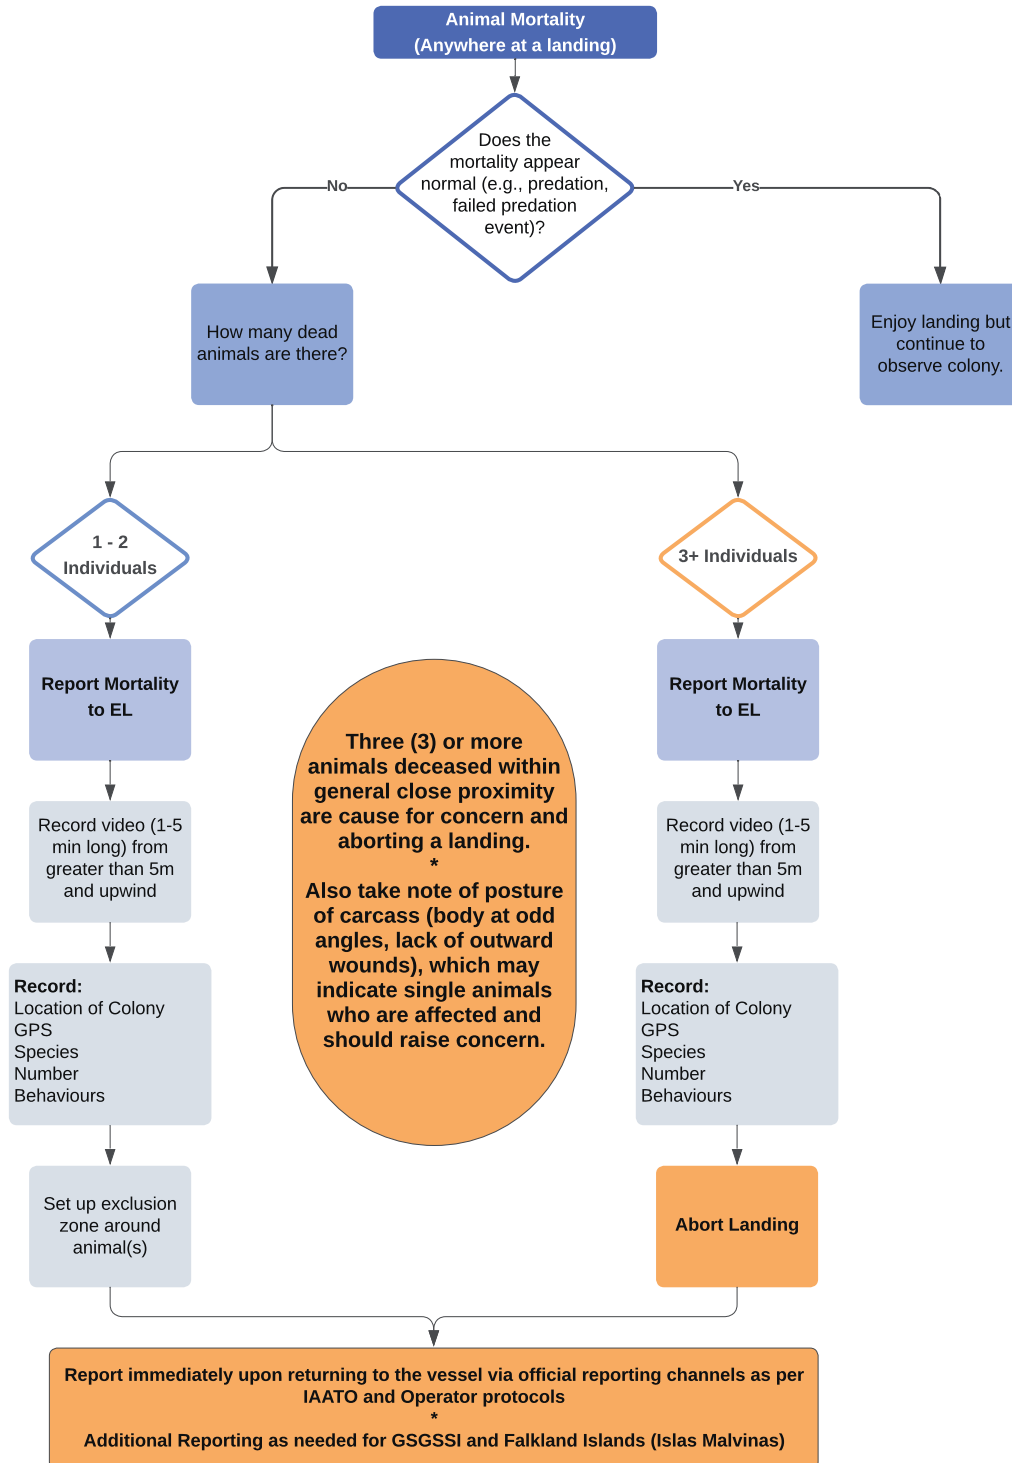 Animal Mortality
(Anywhere at a landing)
Does the
mortality appear
normal (e.g., predation,
failed predation
event)?
No
Yes
How many dead
animals are there?
Enjoy landing but
continue to
observe colony.
1 - 2
Individuals
3+ Individuals
Report Mortality
to EL
Report Mortality
to EL
Three (3) or more
animals deceased within
general close proximity
are cause for concern and
aborting a landing.
*
Also take note of posture
of carcass (body at odd
angles, lack of outward
wounds), which may
indicate single animals
who are affected and
should raise concern.
Record video (1-5
min long) from
greater than 5m
and upwind
Record video (1-5
min long) from
greater than 5m
and upwind
Record:
Location of Colony
GPS
Species
Number
Behaviours
Record:
Location of Colony
GPS
Species
Number
Behaviours
Set up exclusion
zone around
animal(s)
Abort Landing
Report immediately upon returning to the vessel via official reporting channels as per
IAATO and Operator protocols
*
Additional Reporting as needed for GSGSSI and Falkland Islands (Islas Malvinas)